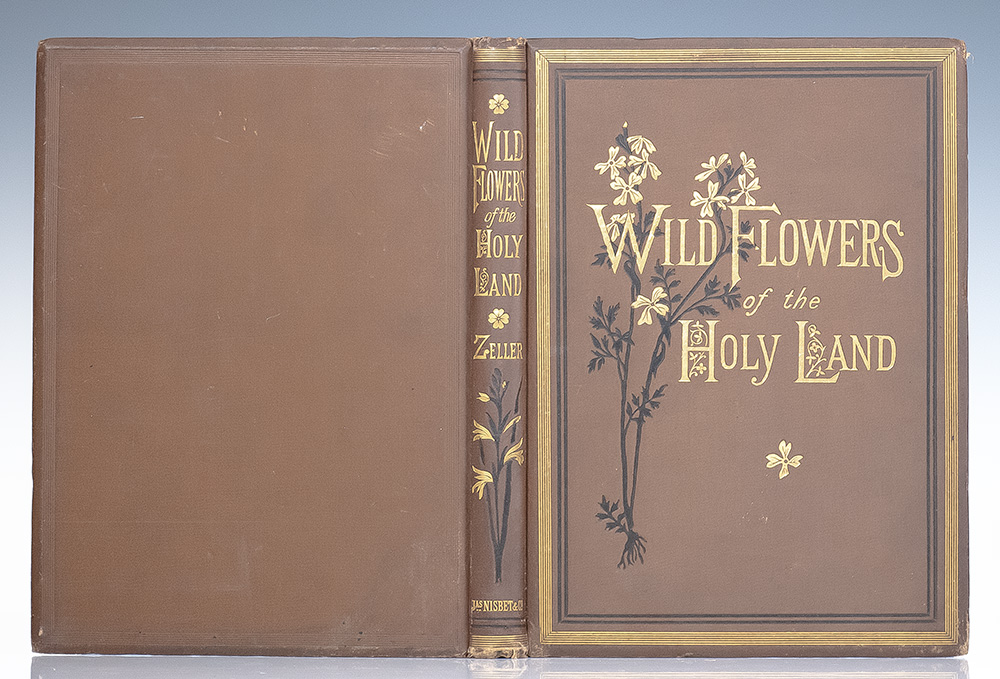 WILD
FLOWERS
of the
HOLY
LAND
ZELLER
JAS NISBET & Co
WILD FLOWERS
of the
HOLY LAND